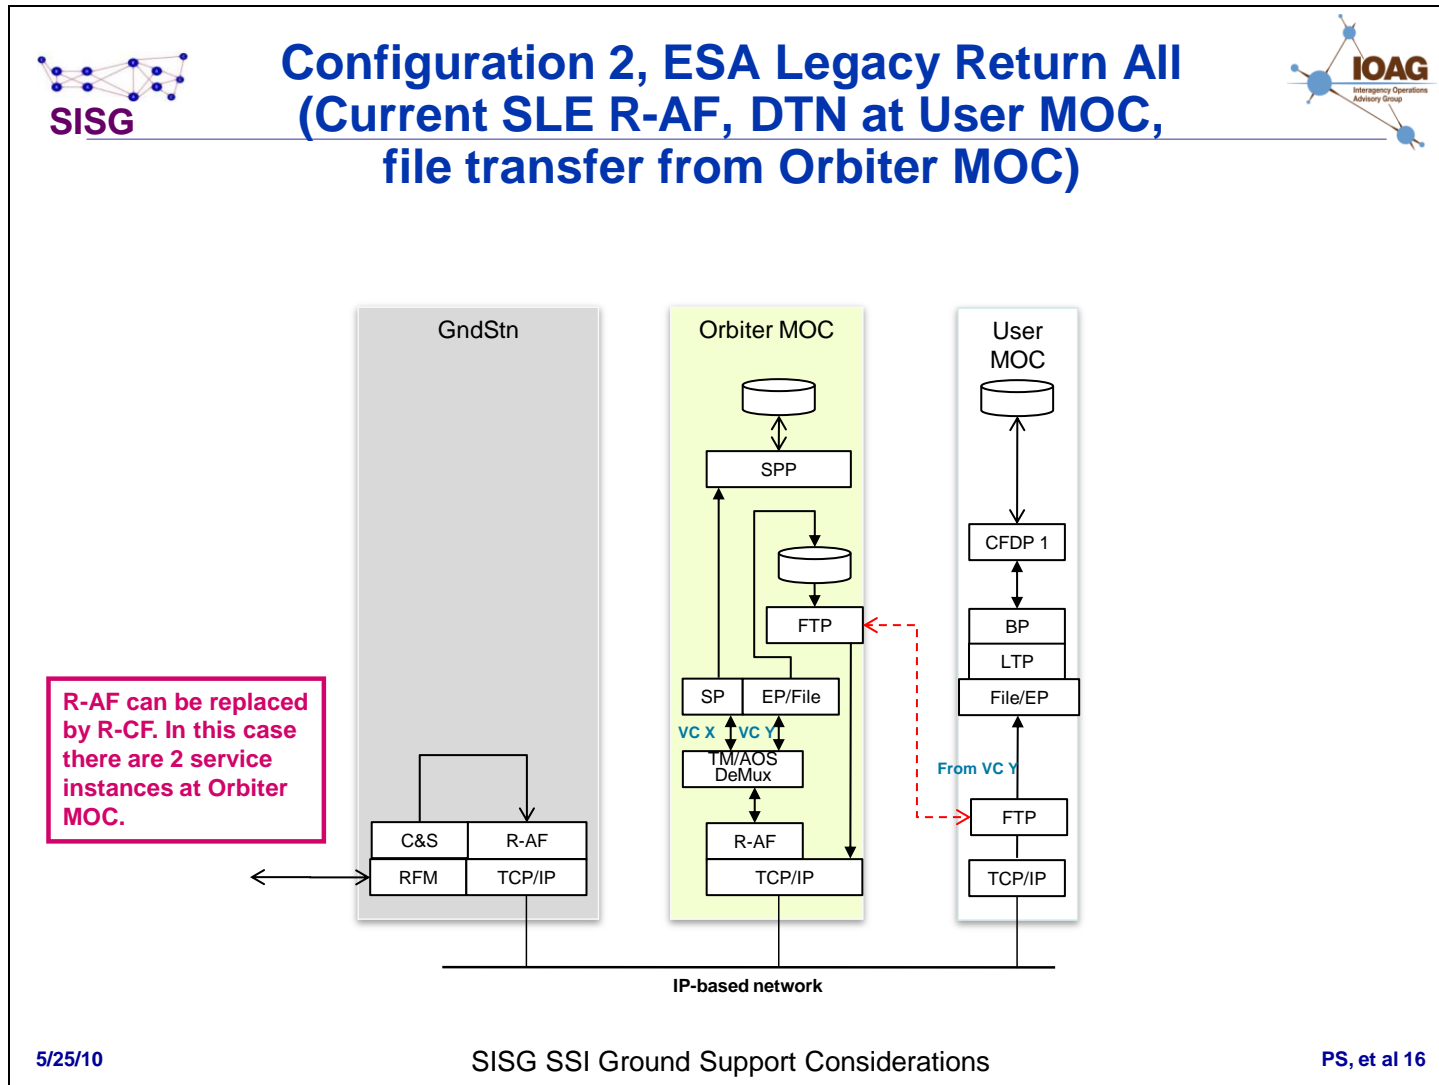 SISG
Configuration 2, ESA Legacy Return All
(Current SLE R-AF, DTN at User MOC,
file transfer from Orbiter MOC)
IOAG
Interagency Operations
Advisory Group
GndStn
Orbiter MOC
User
MOC
SPP
CFDP 1
FTP
BP
LTP
SP
EP/File
File/EP
R-AF can be replaced
by R-CF. In this case
there are 2 service
instances at Orbiter
MOC.
VC X
VC Y
TM/AOS
DeMux
From VC Y
FTP
C&S
R-AF
R-AF
RFM
TCP/IP
TCP/IP
TCP/IP
IP-based network
5/25/10
SISG SSI Ground Support Considerations
PS, et al 16